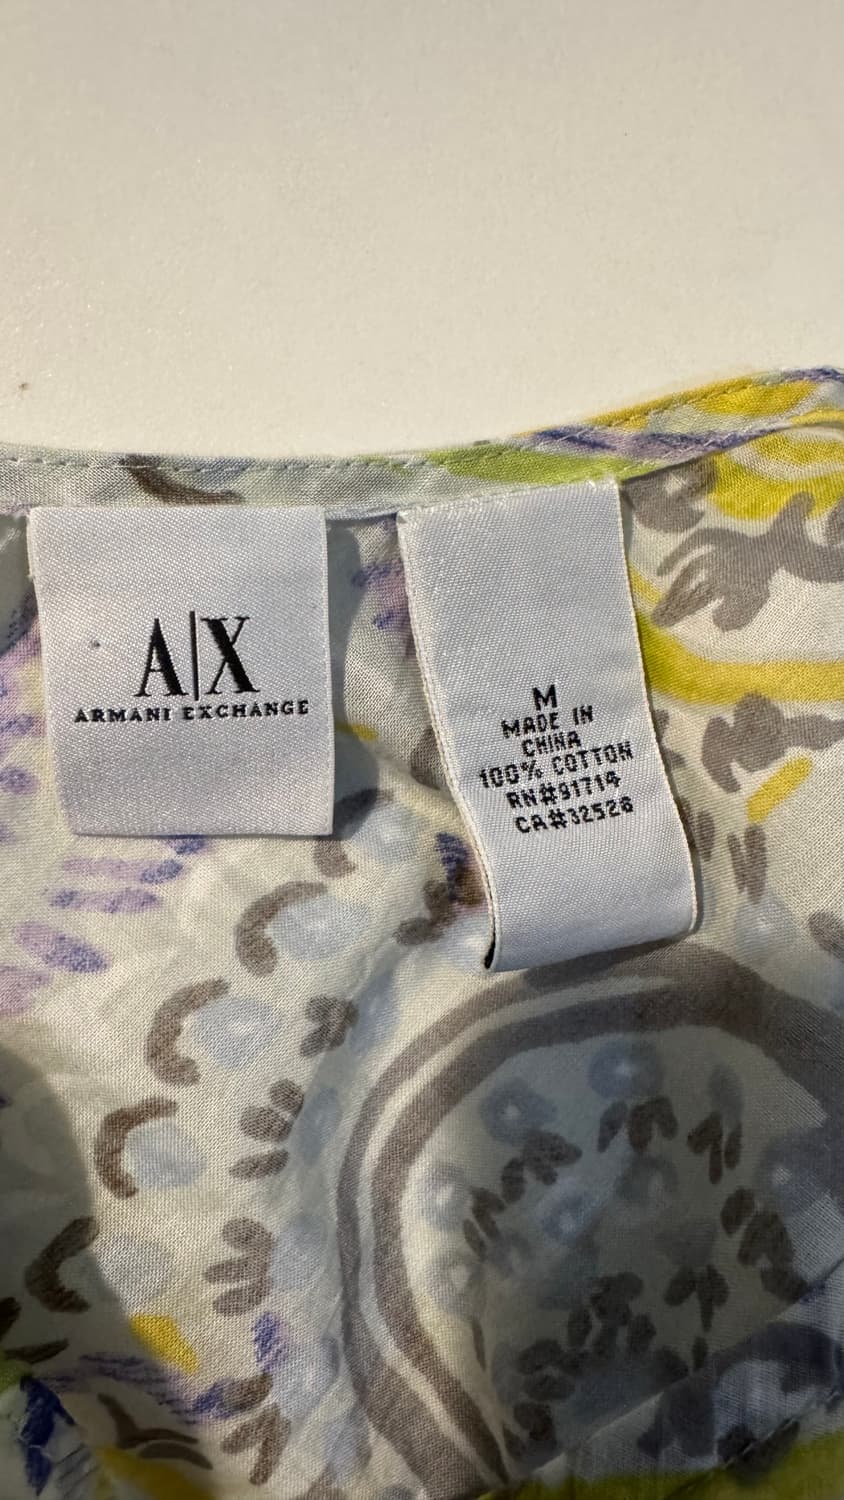 A|X
ARMANI EXCHANGE
M
MADE IN
CHINA
100% COTTON
RN#91714
CA#32528